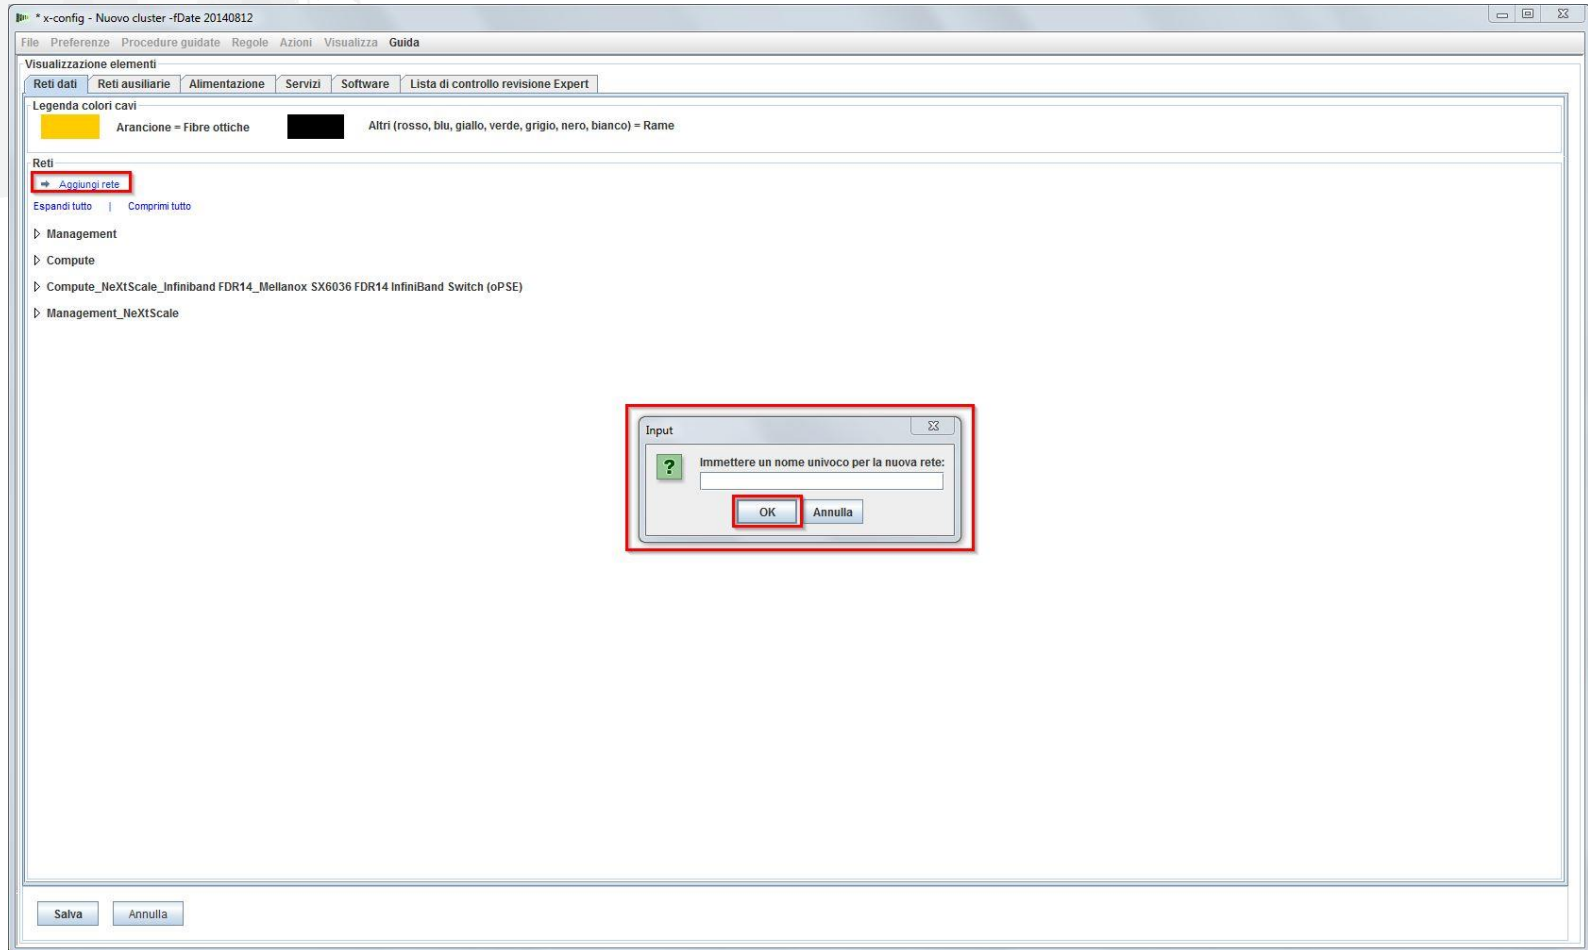 * x-config - Nuovo cluster -fDate 20140812
File Preferenze Procedure guidate Regole Azioni Visualizza Guida
Visualizzazione elementi
Reti dati Reti ausiliarie Alimentazione Servizi Software Lista di controllo revisione Expert
Legenda colori cavi
Arancione = Fibre ottiche Altri (rosso, blu, giallo, verde, grigio, nero, bianco) = Rame
Reti
Aggiungi rete
Espandi tutto | Comprimi tutto
Management
Compute
Compute_NeXtScale_Infiniband FDR14_Mellanox SX6036 FDR14 InfiniBand Switch (oPSE)
Management_NeXtScale
Input
Immettere un nome univoco per la nuova rete:
OK Annulla
Salva Annulla